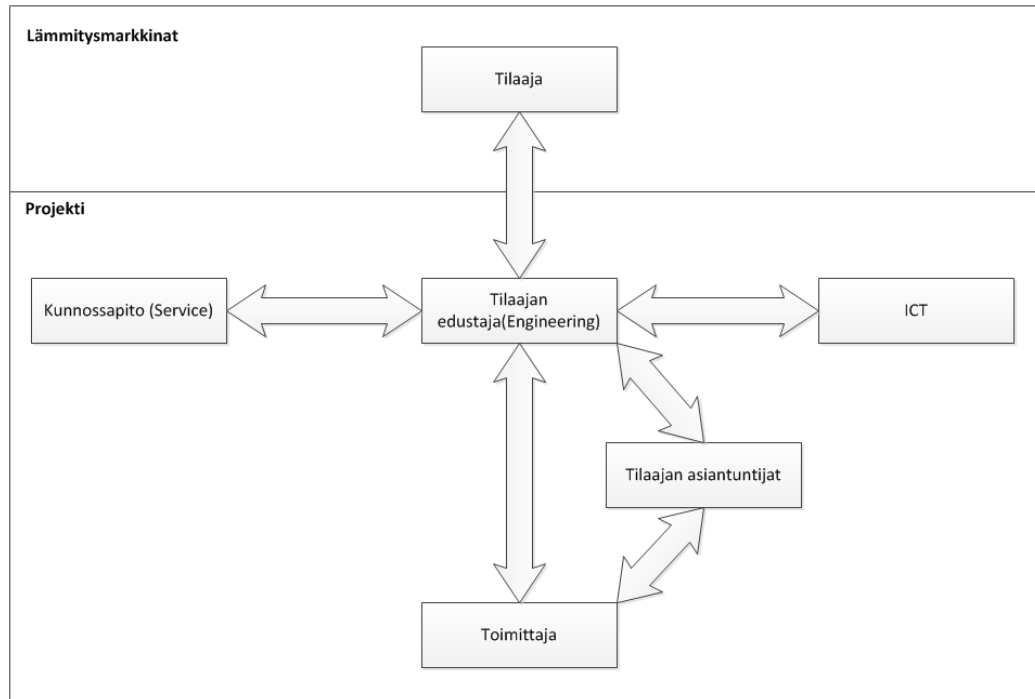 Lämmitysmarkkinat
Tilaaja
Projekti
Kunnossapito (Service)
Tilaajan
edustaja(Engineering)
ICT
Tilaajan asiantuntijat
Toimittaja